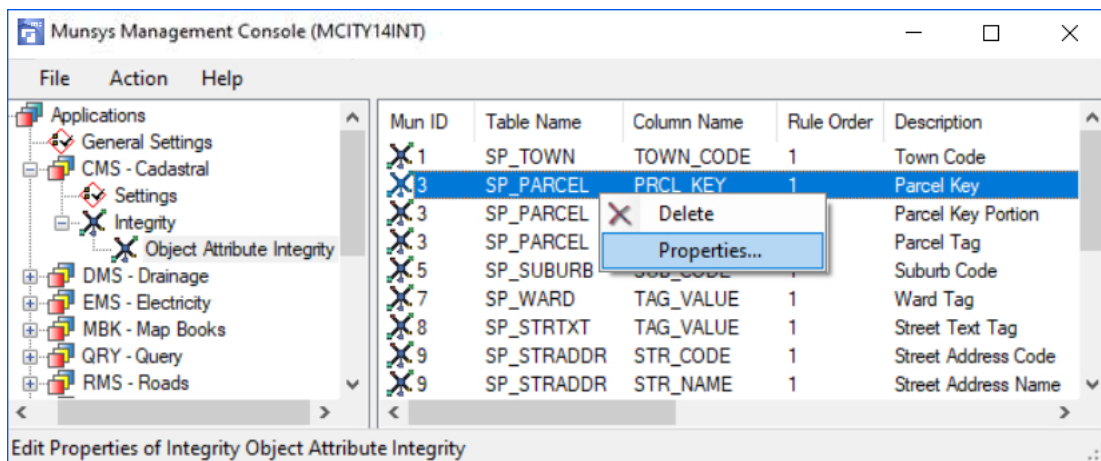 Munsys Management Console (MCITY14INT)
File Action Help
Applications
General Settings
CMS - Cadastral
Settings
Integrity
Object Attribute Integrity
DMS - Drainage
EMS - Electricity
MBK - Map Books
QRY - Query
RMS - Roads
Mun ID Table Name Column Name Rule Order Description
1 SP_TOWN TOWN_CODE 1 Town Code
3 SP_PARCEL PRCL_KEY 1 Parcel Key
3 SP_PARCEL Parcel Key Portion
3 SP_PARCEL Parcel Tag
5 SP_SUBURB SUB_CODE 1 Suburb Code
7 SP_WARD TAG_VALUE 1 Ward Tag
8 SP_STRTXT TAG_VALUE 1 Street Text Tag
9 SP_STRADDR STR_CODE 1 Street Address Code
9 SP_STRADDR STR_NAME 1 Street Address Name
Delete
Properties...
Edit Properties of Integrity Object Attribute Integrity